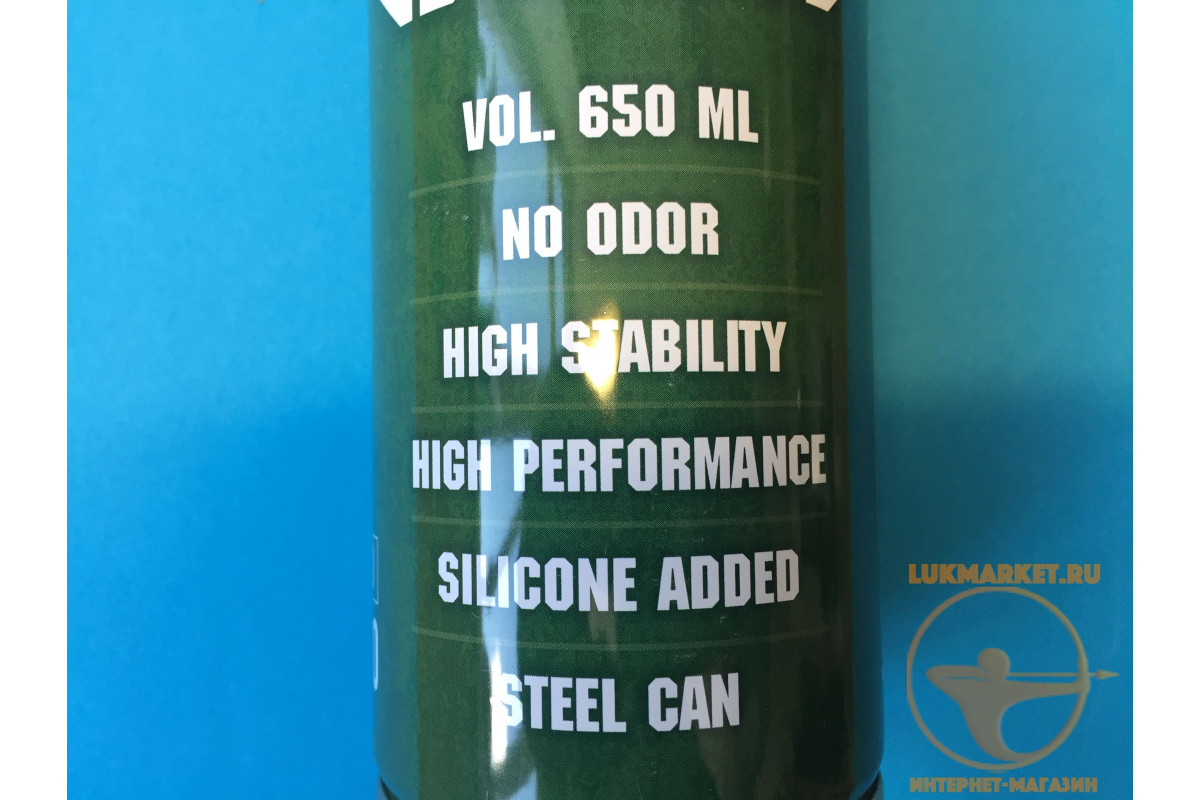 VOL. 650 ML
NO ODOR
HIGH STABILITY
HIGH PERFORMANCE
SILICONE ADDED
STEEL CAN
LUKMARKET.RU
ИНТЕРНЕТ-МАГАЗИН